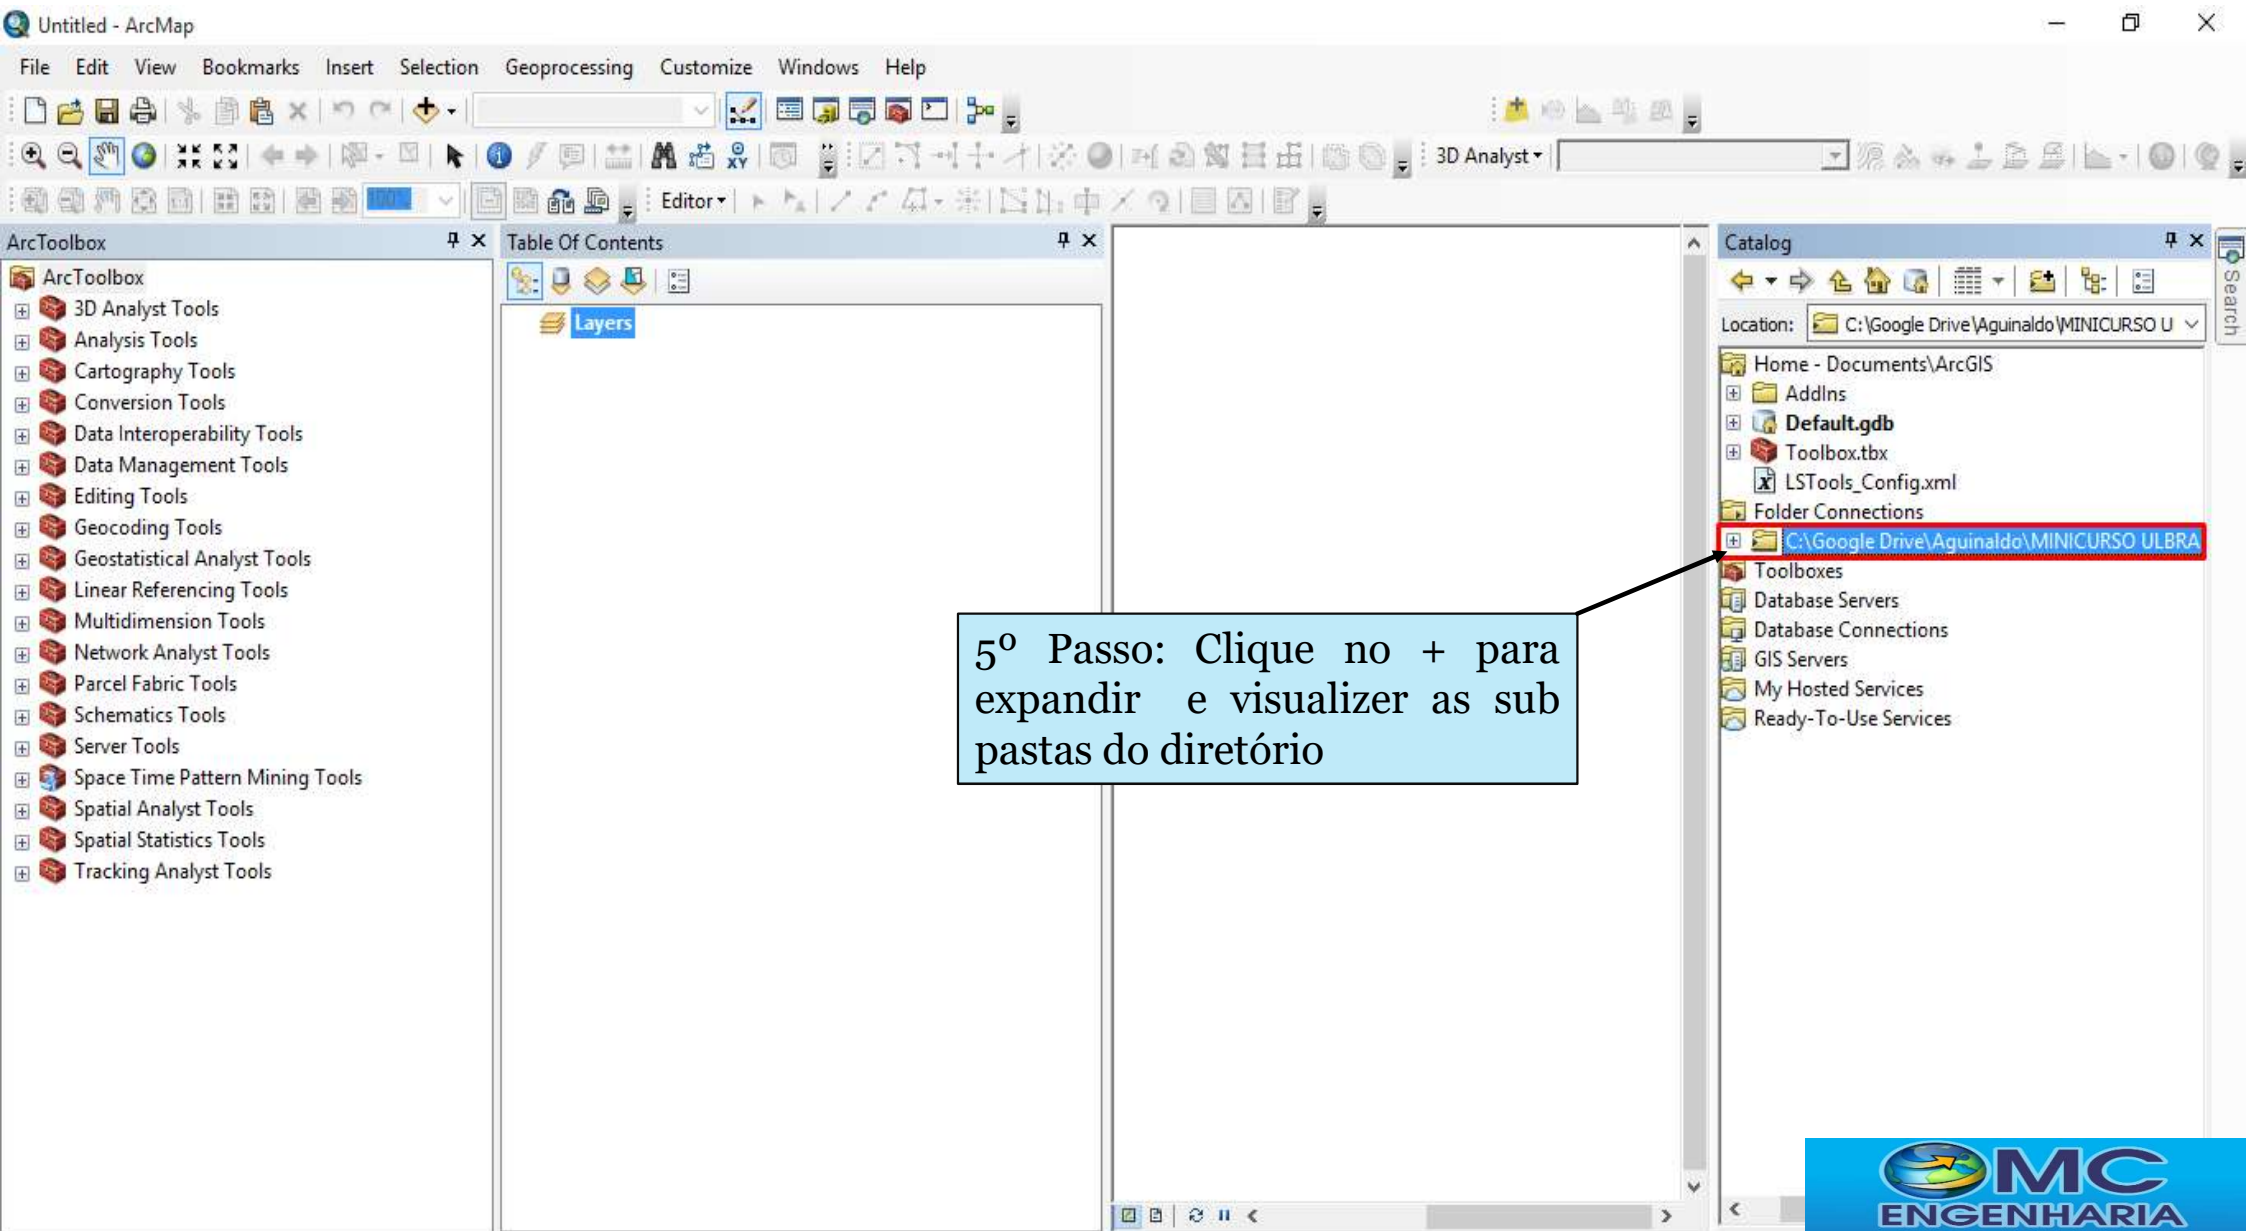 Untitled - ArcMap
File Edit View Bookmarks Insert Selection Geoprocessing Customize Windows Help
3D Analyst
100%
Editor
ArcToolbox
ArcToolbox
3D Analyst Tools
Analysis Tools
Cartography Tools
Conversion Tools
Data Interoperability Tools
Data Management Tools
Editing Tools
Geocoding Tools
Geostatistical Analyst Tools
Linear Referencing Tools
Multidimension Tools
Network Analyst Tools
Parcel Fabric Tools
Schematics Tools
Server Tools
Space Time Pattern Mining Tools
Spatial Analyst Tools
Spatial Statistics Tools
Tracking Analyst Tools
Table Of Contents
Layers
5º Passo: Clique no + para
expandir e visualizer as sub
pastas do diretório
Catalog
Location: C:\Google Drive\Aguinaldo\MINICURSO U
Home - Documents\ArcGIS
AddIns
Default.gdb
Toolbox.tbx
LSTools_Config.xml
Folder Connections
C:\Google Drive\Aguinaldo\MINICURSO ULBRA
Toolboxes
Database Servers
Database Connections
GIS Servers
My Hosted Services
Ready-To-Use Services
Search
MC
ENGENHARIA